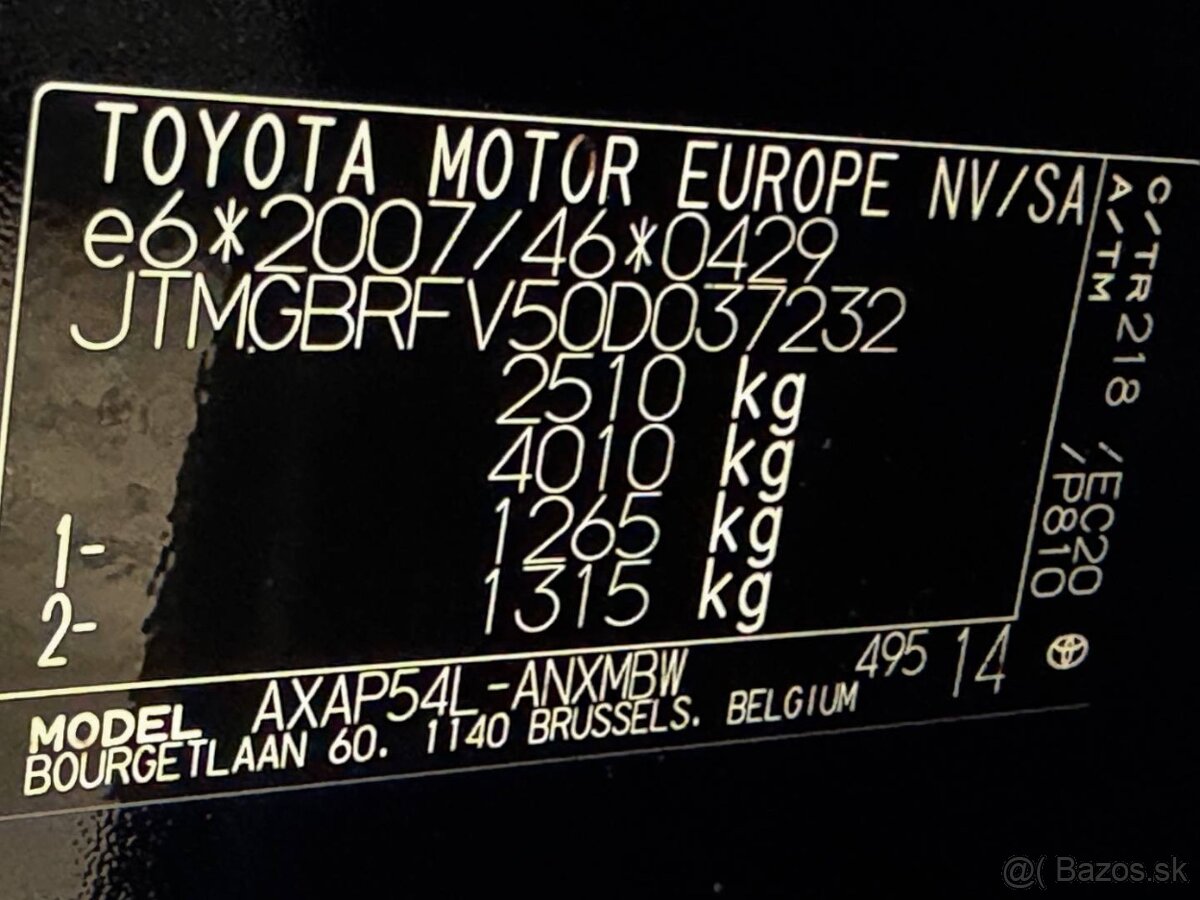 TOYOTA MOTOR EUROPE NV/SA
e6*2007/46*0429
JTMGBRFV50D037232
2510 kg
4010 kg
1- 1265 kg
2- 1315 kg
C/TR 218 /EC20
A/TM /P810
MODEL AXAP54L-ANXMBW 495 14
BOURGETLAAN 60. 1140 BRUSSELS. BELGIUM
@( Bazos.sk